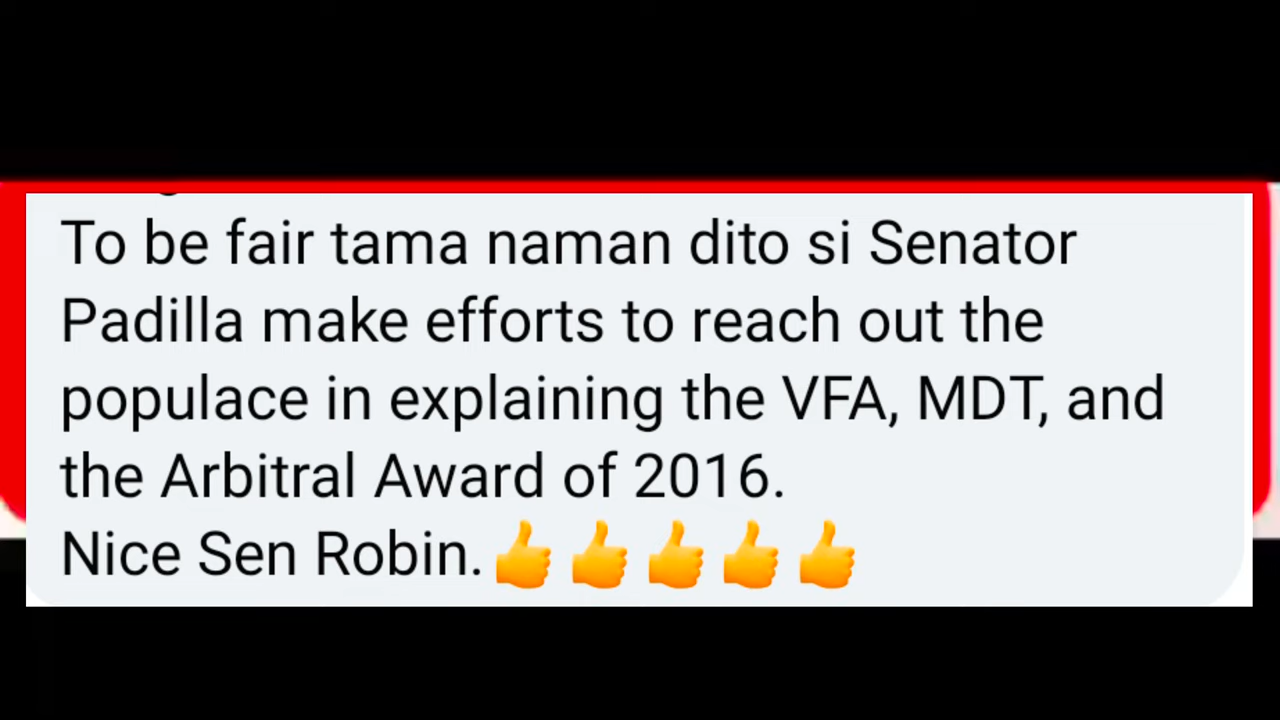 To be fair tama naman dito si Senator
Padilla make efforts to reach out the
populace in explaining the VFA, MDT, and
the Arbitral Award of 2016.
Nice Sen Robin.👍👍👍👍👍